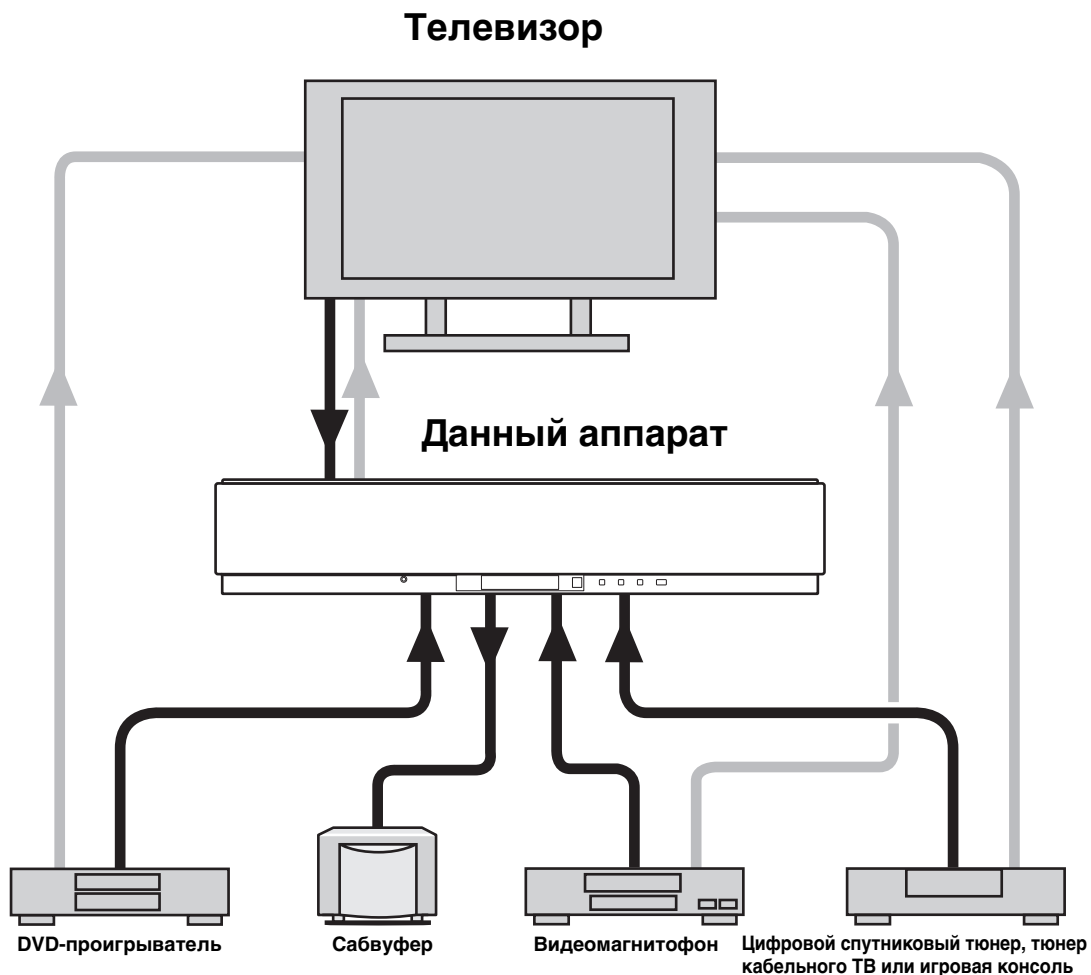 Телевизор
Данный аппарат
DVD-проигрыватель
Сабвуфер
Видеомагнитофон
Цифровой спутниковый тюнер, тюнер
кабельного ТВ или игровая консоль